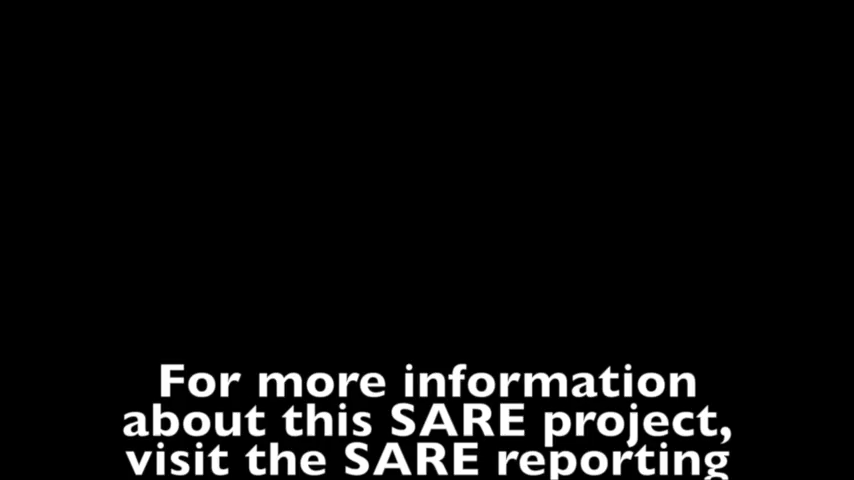 For more information
about this SARE project,
visit the SARE reporting